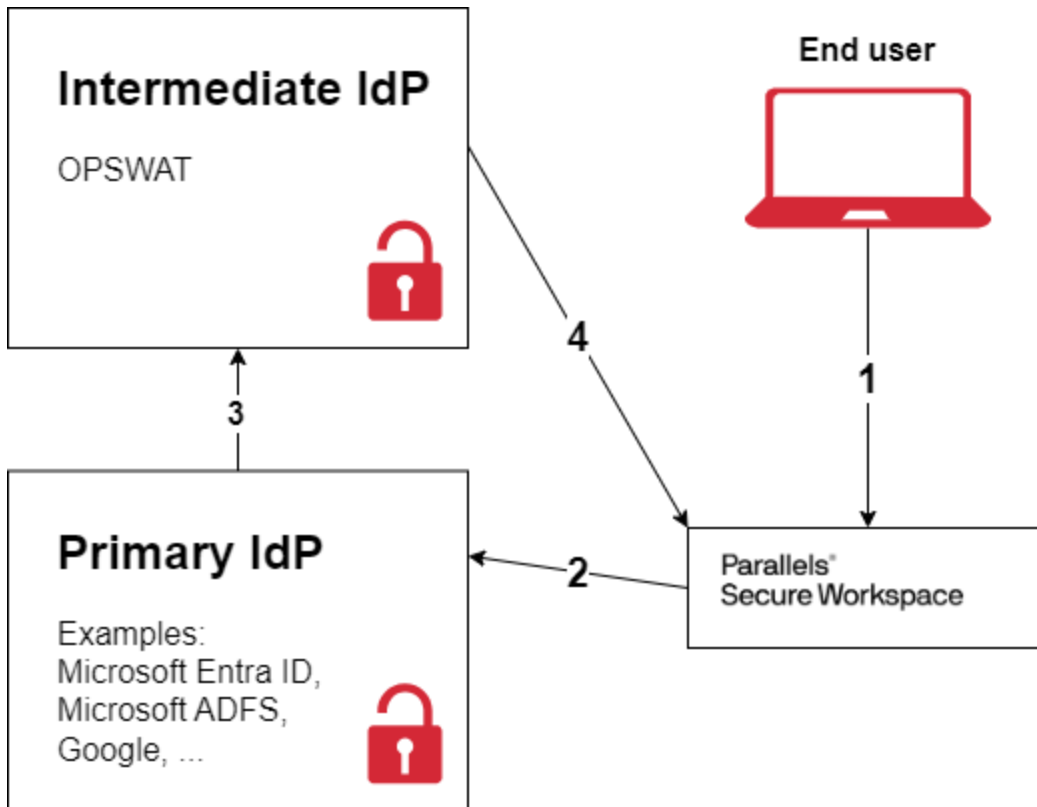 Intermediate IdP
OPSWAT
End user
4
1
3
Primary IdP
Examples:
Microsoft Entra ID,
Microsoft ADFS,
Google, ...
2
Parallels®
Secure Workspace